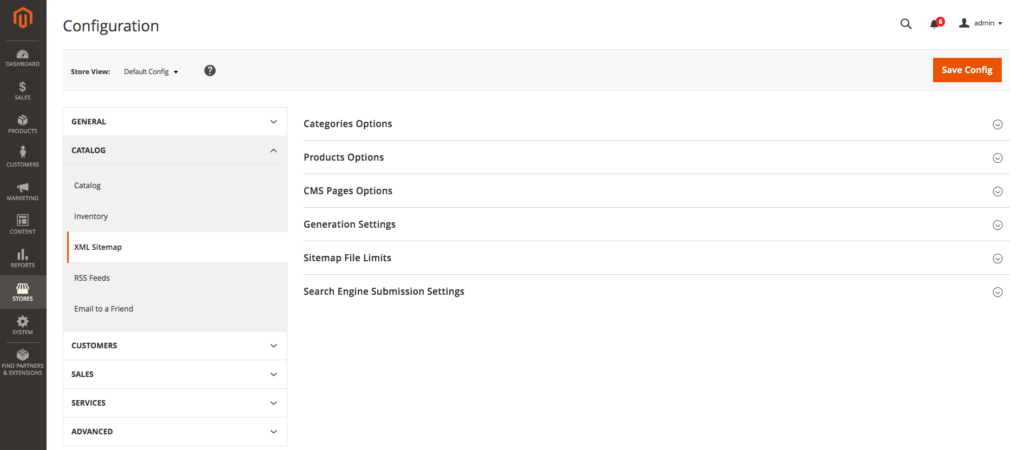 Configuration
6
admin
DASHBOARD
Store View:
Default Config
?
Save Config
$
SALES
PRODUCTS
CUSTOMERS
MARKETING
CONTENT
REPORTS
STORES
SYSTEM
FIND PARTNERS
& EXTENSIONS
GENERAL
CATALOG
Catalog
Inventory
XML Sitemap
RSS Feeds
Email to a Friend
CUSTOMERS
SALES
SERVICES
ADVANCED
Categories Options
Products Options
CMS Pages Options
Generation Settings
Sitemap File Limits
Search Engine Submission Settings